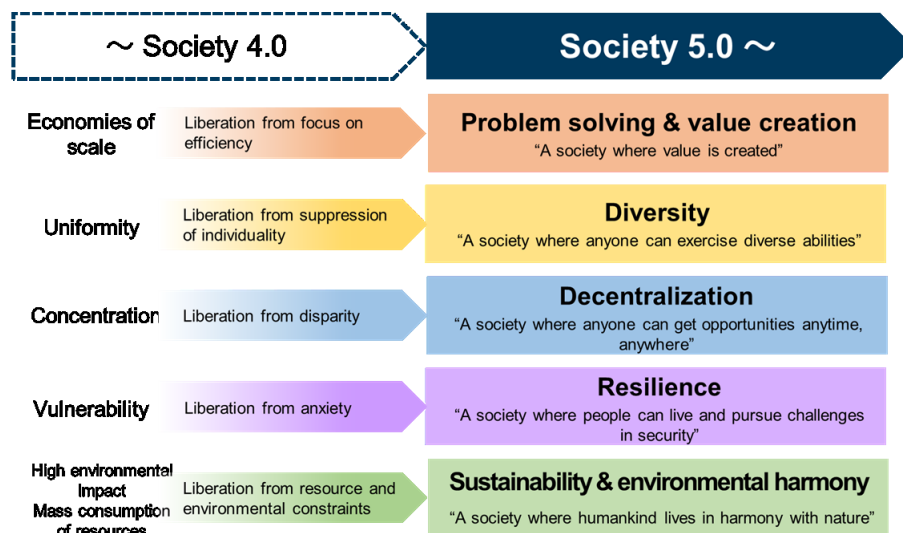 ~ Society 4.0
Society 5.0 ~
Economies of
scale
Liberation from focus on
efficiency
Problem solving & value creation
“A society where value is created”
Uniformity
Liberation from suppression
of individuality
Diversity
“A society where anyone can exercise diverse abilities”
Concentration
Liberation from disparity
Decentralization
“A society where anyone can get opportunities anytime,
anywhere”
Vulnerability
Liberation from anxiety
Resilience
“A society where people can live and pursue challenges
in security”
High environmental
impact
Mass consumption
of resources
Liberation from resource and
environmental constraints
Sustainability & environmental harmony
“A society where humankind lives in harmony with nature”